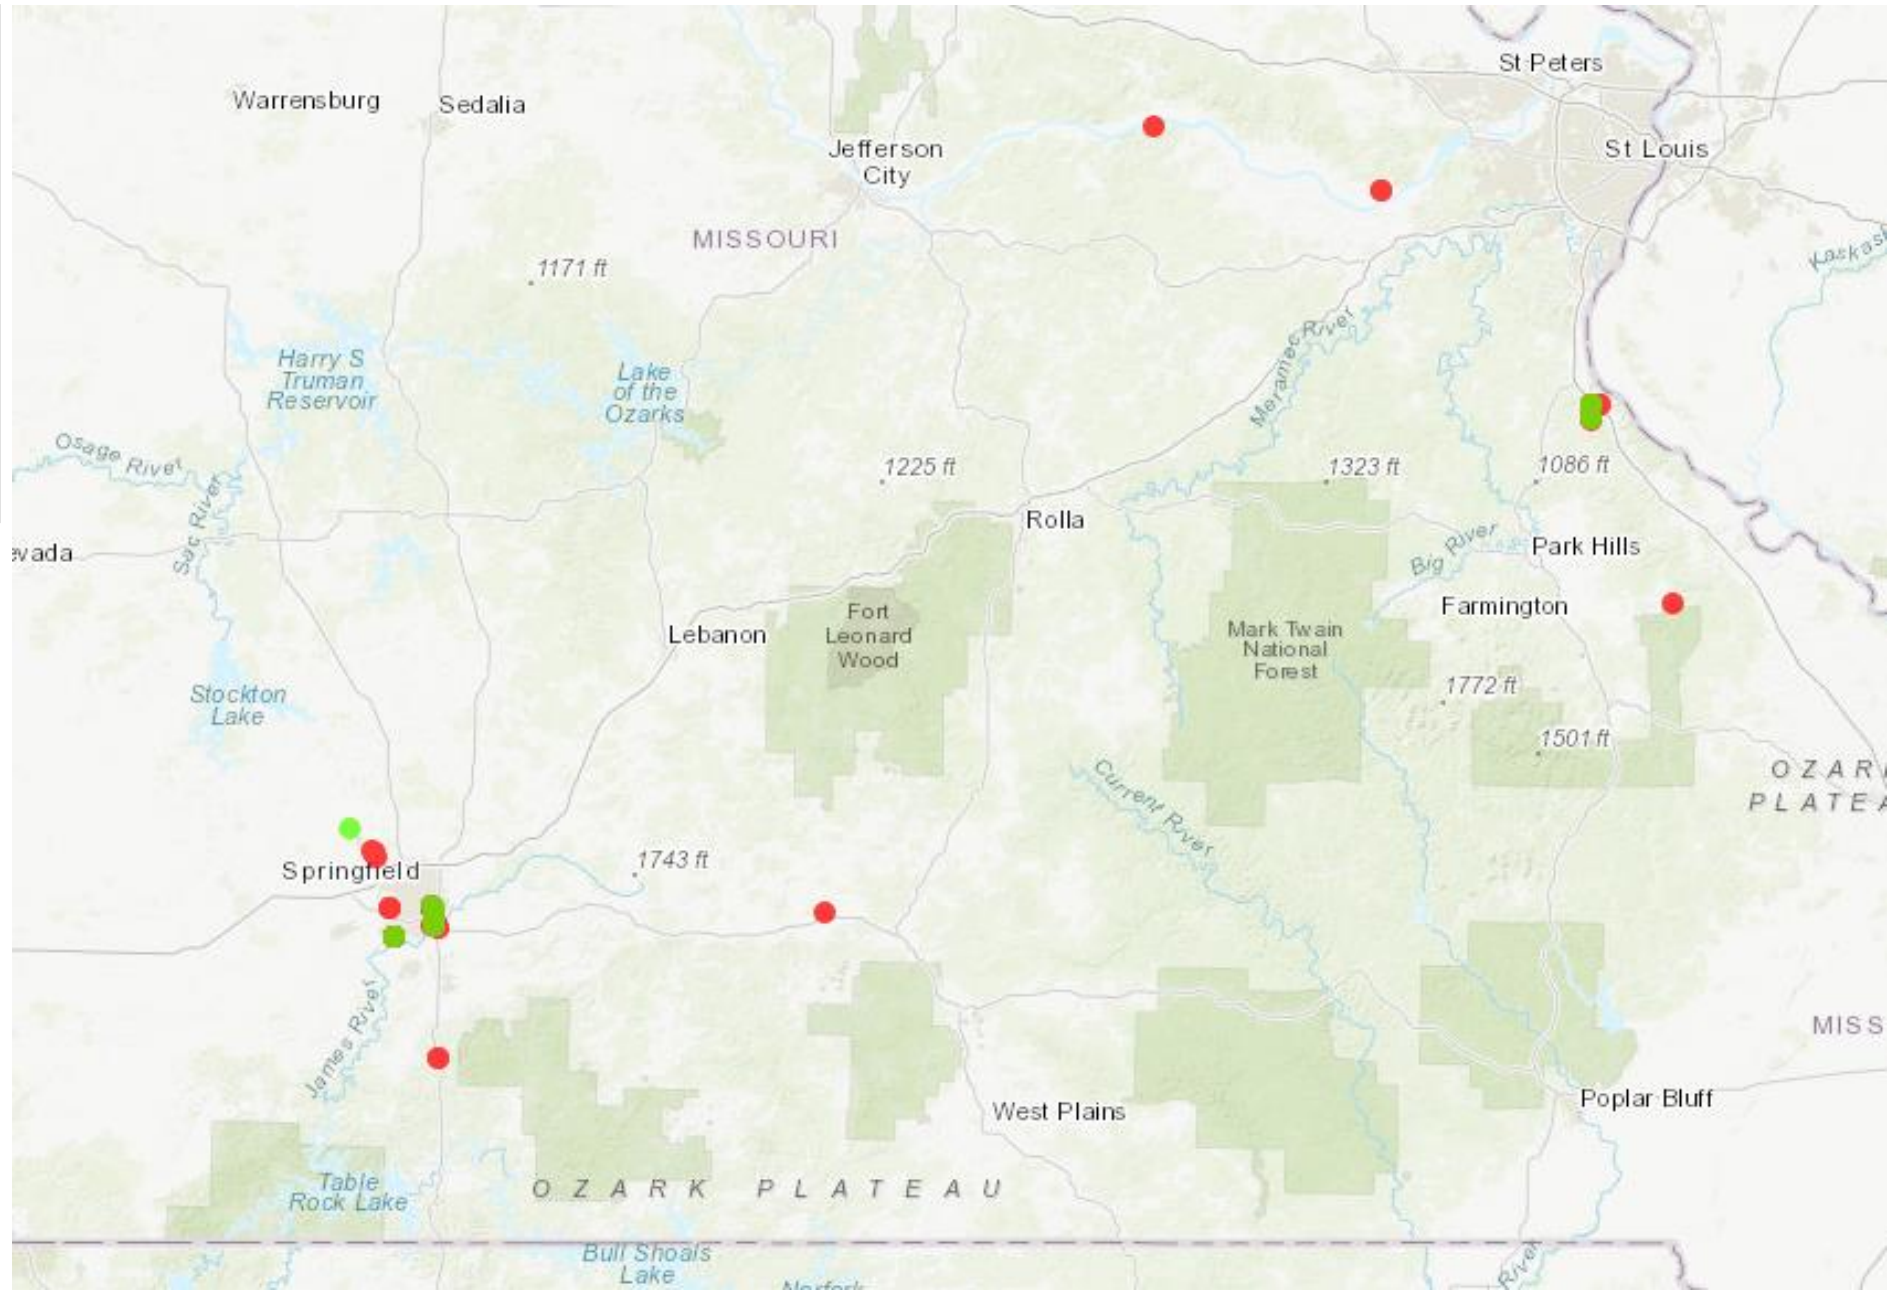 St Peters
Warrensburg
Sedalia
Jefferson
City
St Louis
MISSOURI
Kaskask
1171 ft
Harry S
Truman
Reservoir
Lake
of the
Ozarks
Meramec River
Osage River
Sac River
1225 ft
1323 ft
1086 ft
Rolla
evada
Big River
Park Hills
Farmington
Fort
Leonard
Wood
Lebanon
Mark Twain
National
Forest
1772 ft
Stockton
Lake
1501 ft
OZAR
PLATEA
Current River
Springfield
1743 ft
James River
MISS
West Plains
Poplar Bluff
Table
Rock Lake
OZARK PLATEAU
Bull Shoals
Lake
River
Norfork